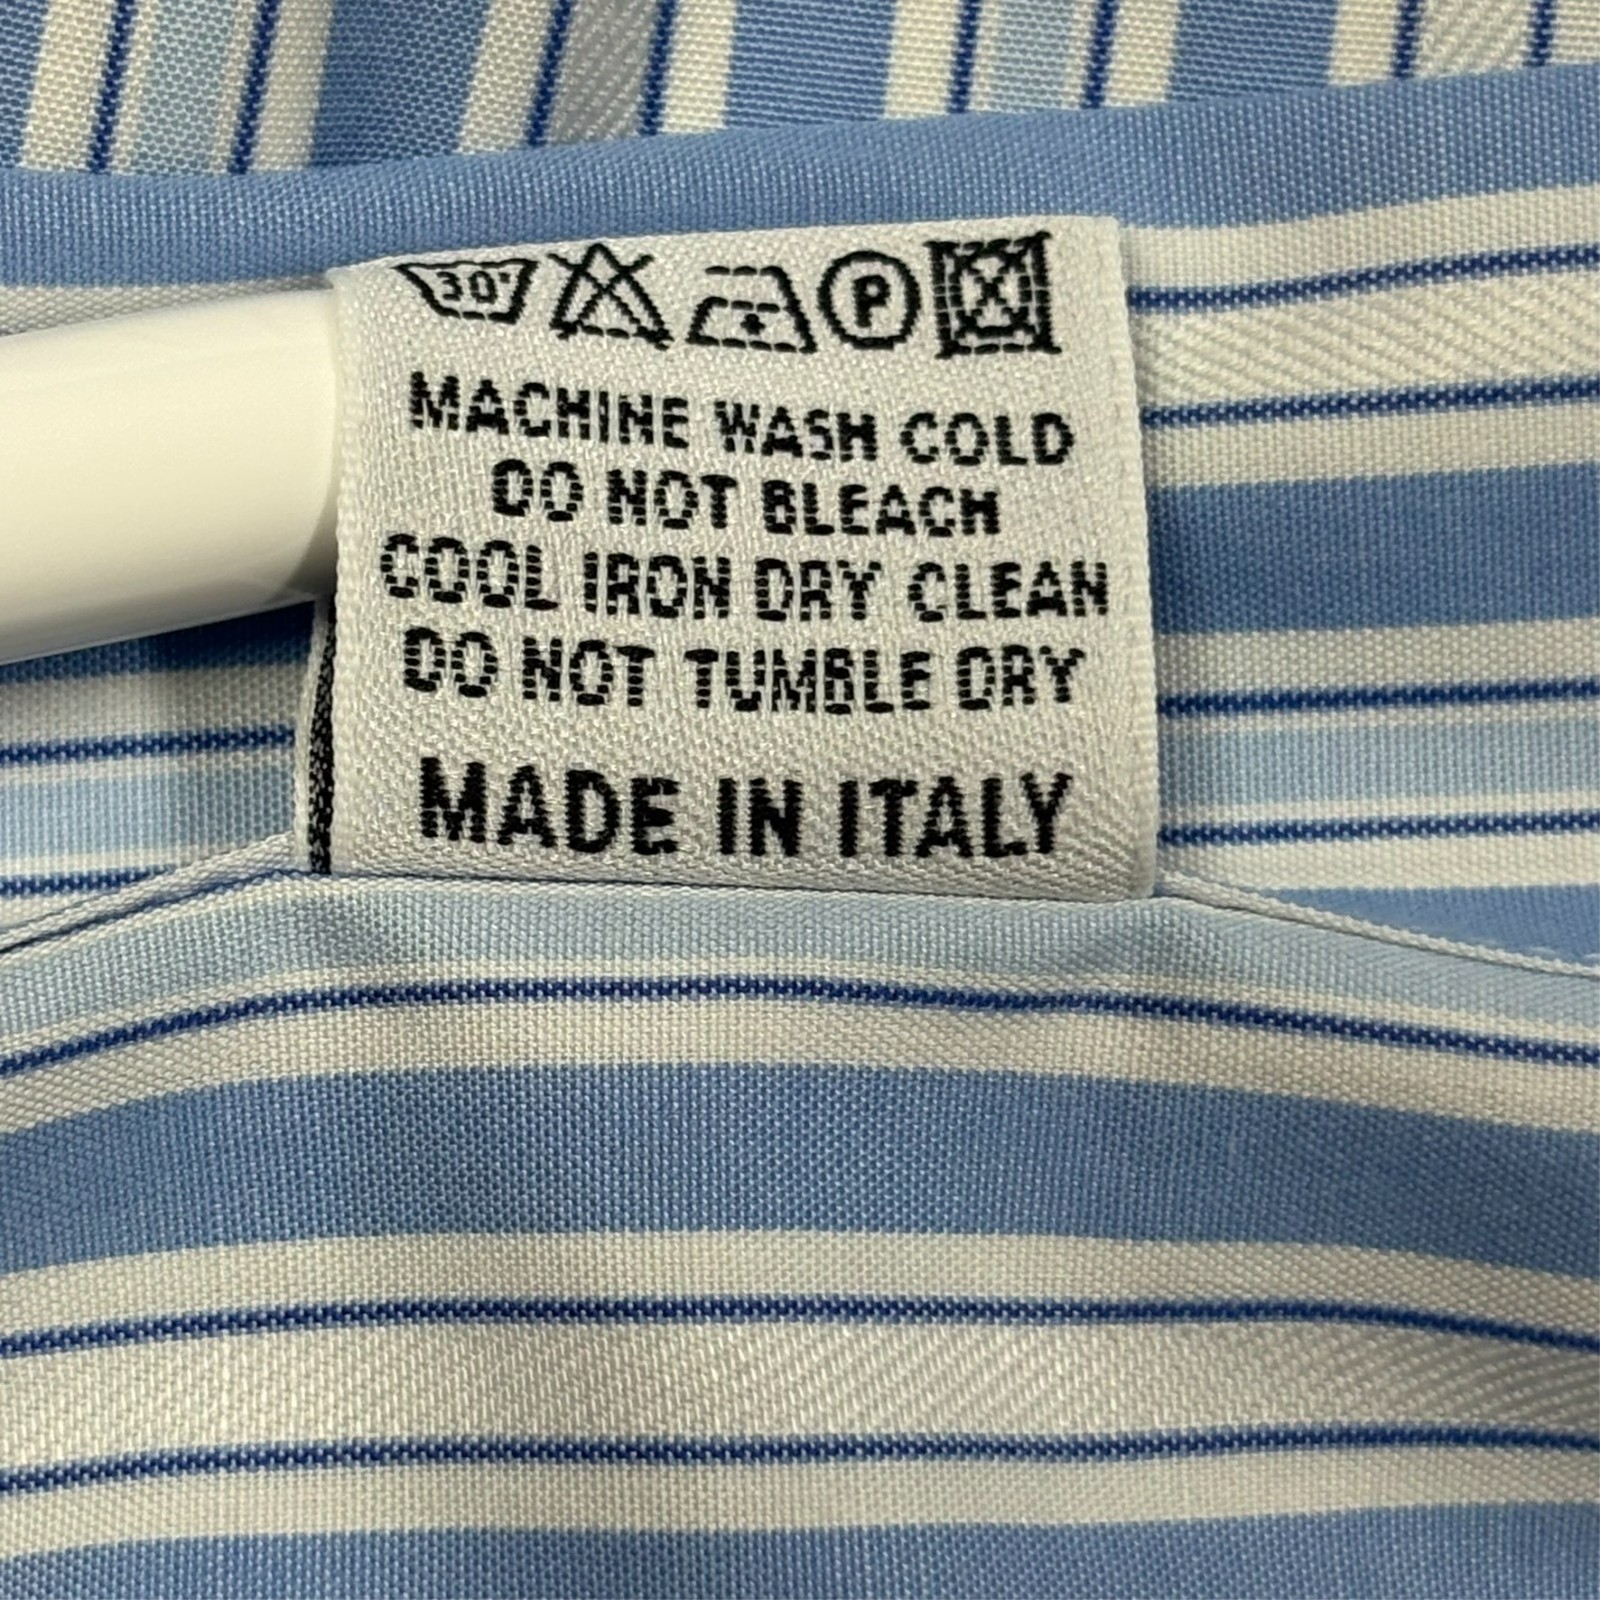 30°
P
MACHINE WASH COLD
DO NOT BLEACH
COOL IRON DRY CLEAN
DO NOT TUMBLE DRY
MADE IN ITALY